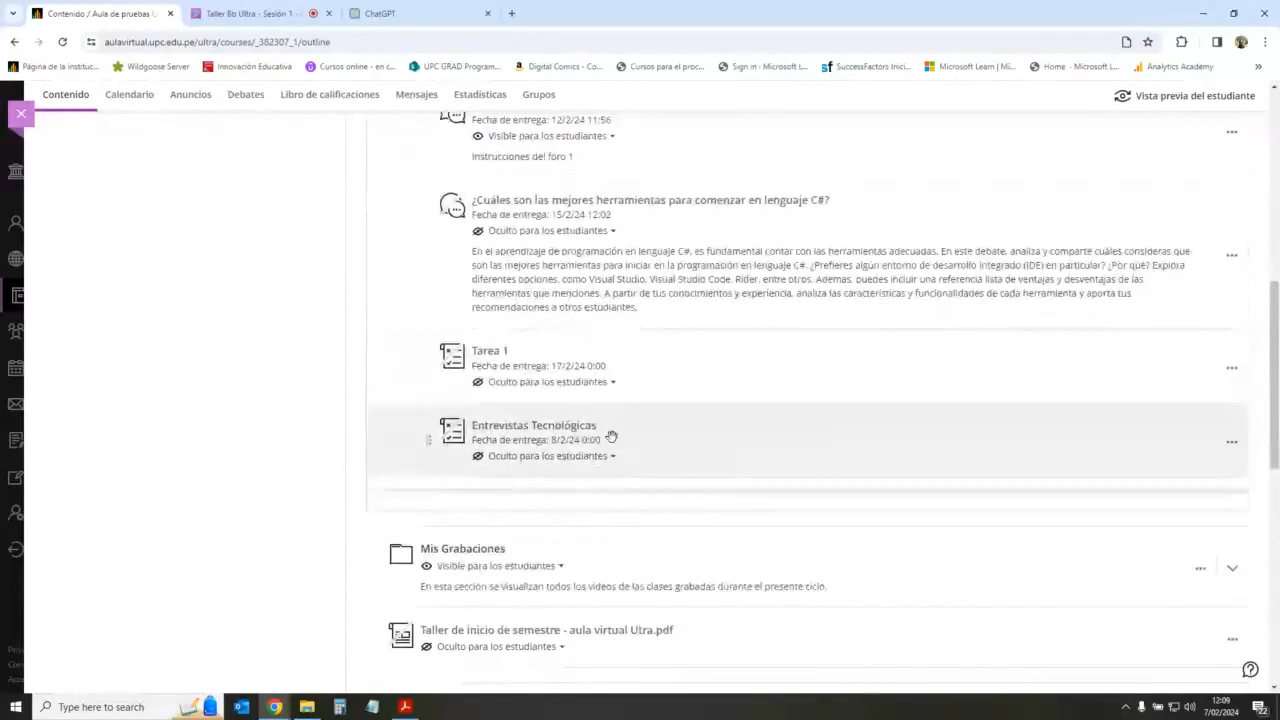 Contenido / Aula de pruebas U
Taller Bb Ultra - Sesión 1 -
ChatGPT
aulavirtual.upc.edu.pe/ultra/courses/_382307_1/outline
Página de la instituc...
Wildgoose Server
Innovación Educativa
Cursos online - en c...
UPC GRAD Program...
Digital Comics - Co...
Cursos para el proc...
Sign in · Microsoft L...
SuccessFactors Inici...
Microsoft Learn | Mi...
Home · Microsoft L...
Analytics Academy
Contenido
Calendario
Anuncios
Debates
Libro de calificaciones
Mensajes
Estadísticas
Grupos
Vista previa del estudiante
Fecha de entrega: 12/2/24 11:56
Visible para los estudiantes
Instrucciones del foro 1
¿Cuáles son las mejores herramientas para comenzar en lenguaje C#?
Fecha de entrega: 15/2/24 12:02
Oculto para los estudiantes
En el aprendizaje de programación en lenguaje C#, es fundamental contar con las herramientas adecuadas. En este debate, analiza y comparte cuáles consideras que
son las mejores herramientas para iniciar en la programación en lenguaje C#. ¿Prefieres algún entorno de desarrollo integrado (IDE) en particular? ¿Por qué? Explora
diferentes opciones, como Visual Studio, Visual Studio Code, Rider, entre otros. Además, puedes incluir una referencia lista de ventajas y desventajas de las
herramientas que menciones. A partir de tus conocimientos y experiencia, analiza las características y funcionalidades de cada herramienta y aporta tus
recomendaciones a otros estudiantes.
Tarea 1
Fecha de entrega: 17/2/24 0:00
Oculto para los estudiantes
Entrevistas Tecnológicas
Fecha de entrega: 8/2/24 0:00
Oculto para los estudiantes
Mis Grabaciones
Visible para los estudiantes
En esta sección se visualizan todos los videos de las clases grabadas durante el presente ciclo.
Taller de inicio de semestre - aula virtual Utra.pdf
Oculto para los estudiantes
Type here to search
12:09
7/02/2024
22